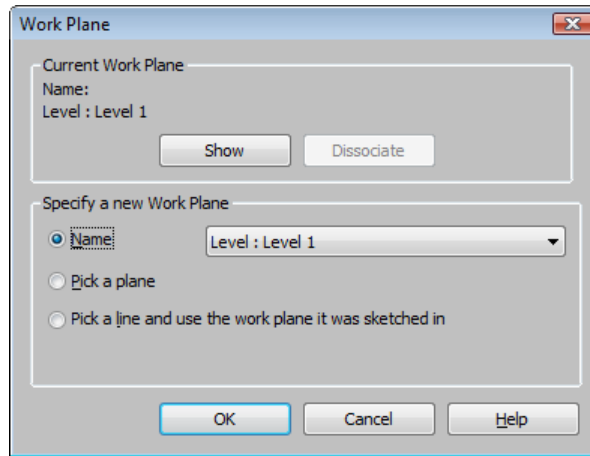 Work Plane
Current Work Plane
Name:
Level : Level 1
Show
Dissociate
Specify a new Work Plane
Name
Level : Level 1
Pick a plane
Pick a line and use the work plane it was sketched in
OK
Cancel
Help